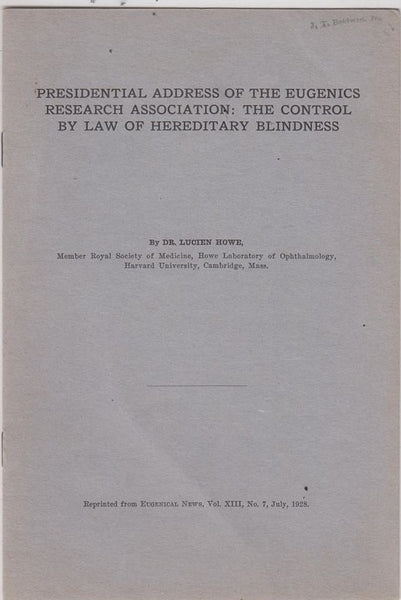 PRESIDENTIAL ADDRESS OF THE EUGENICS
RESEARCH ASSOCIATION: THE CONTROL
BY LAW OF HEREDITARY BLINDNESS
By DR. LUCIEN HOWE,
Member Royal Society of Medicine, Howe Laboratory of Ophthalmology,
Harvard University, Cambridge, Mass.
Reprinted from EUGENICAL NEWS, Vol. XIII, No. 7, July, 1928.